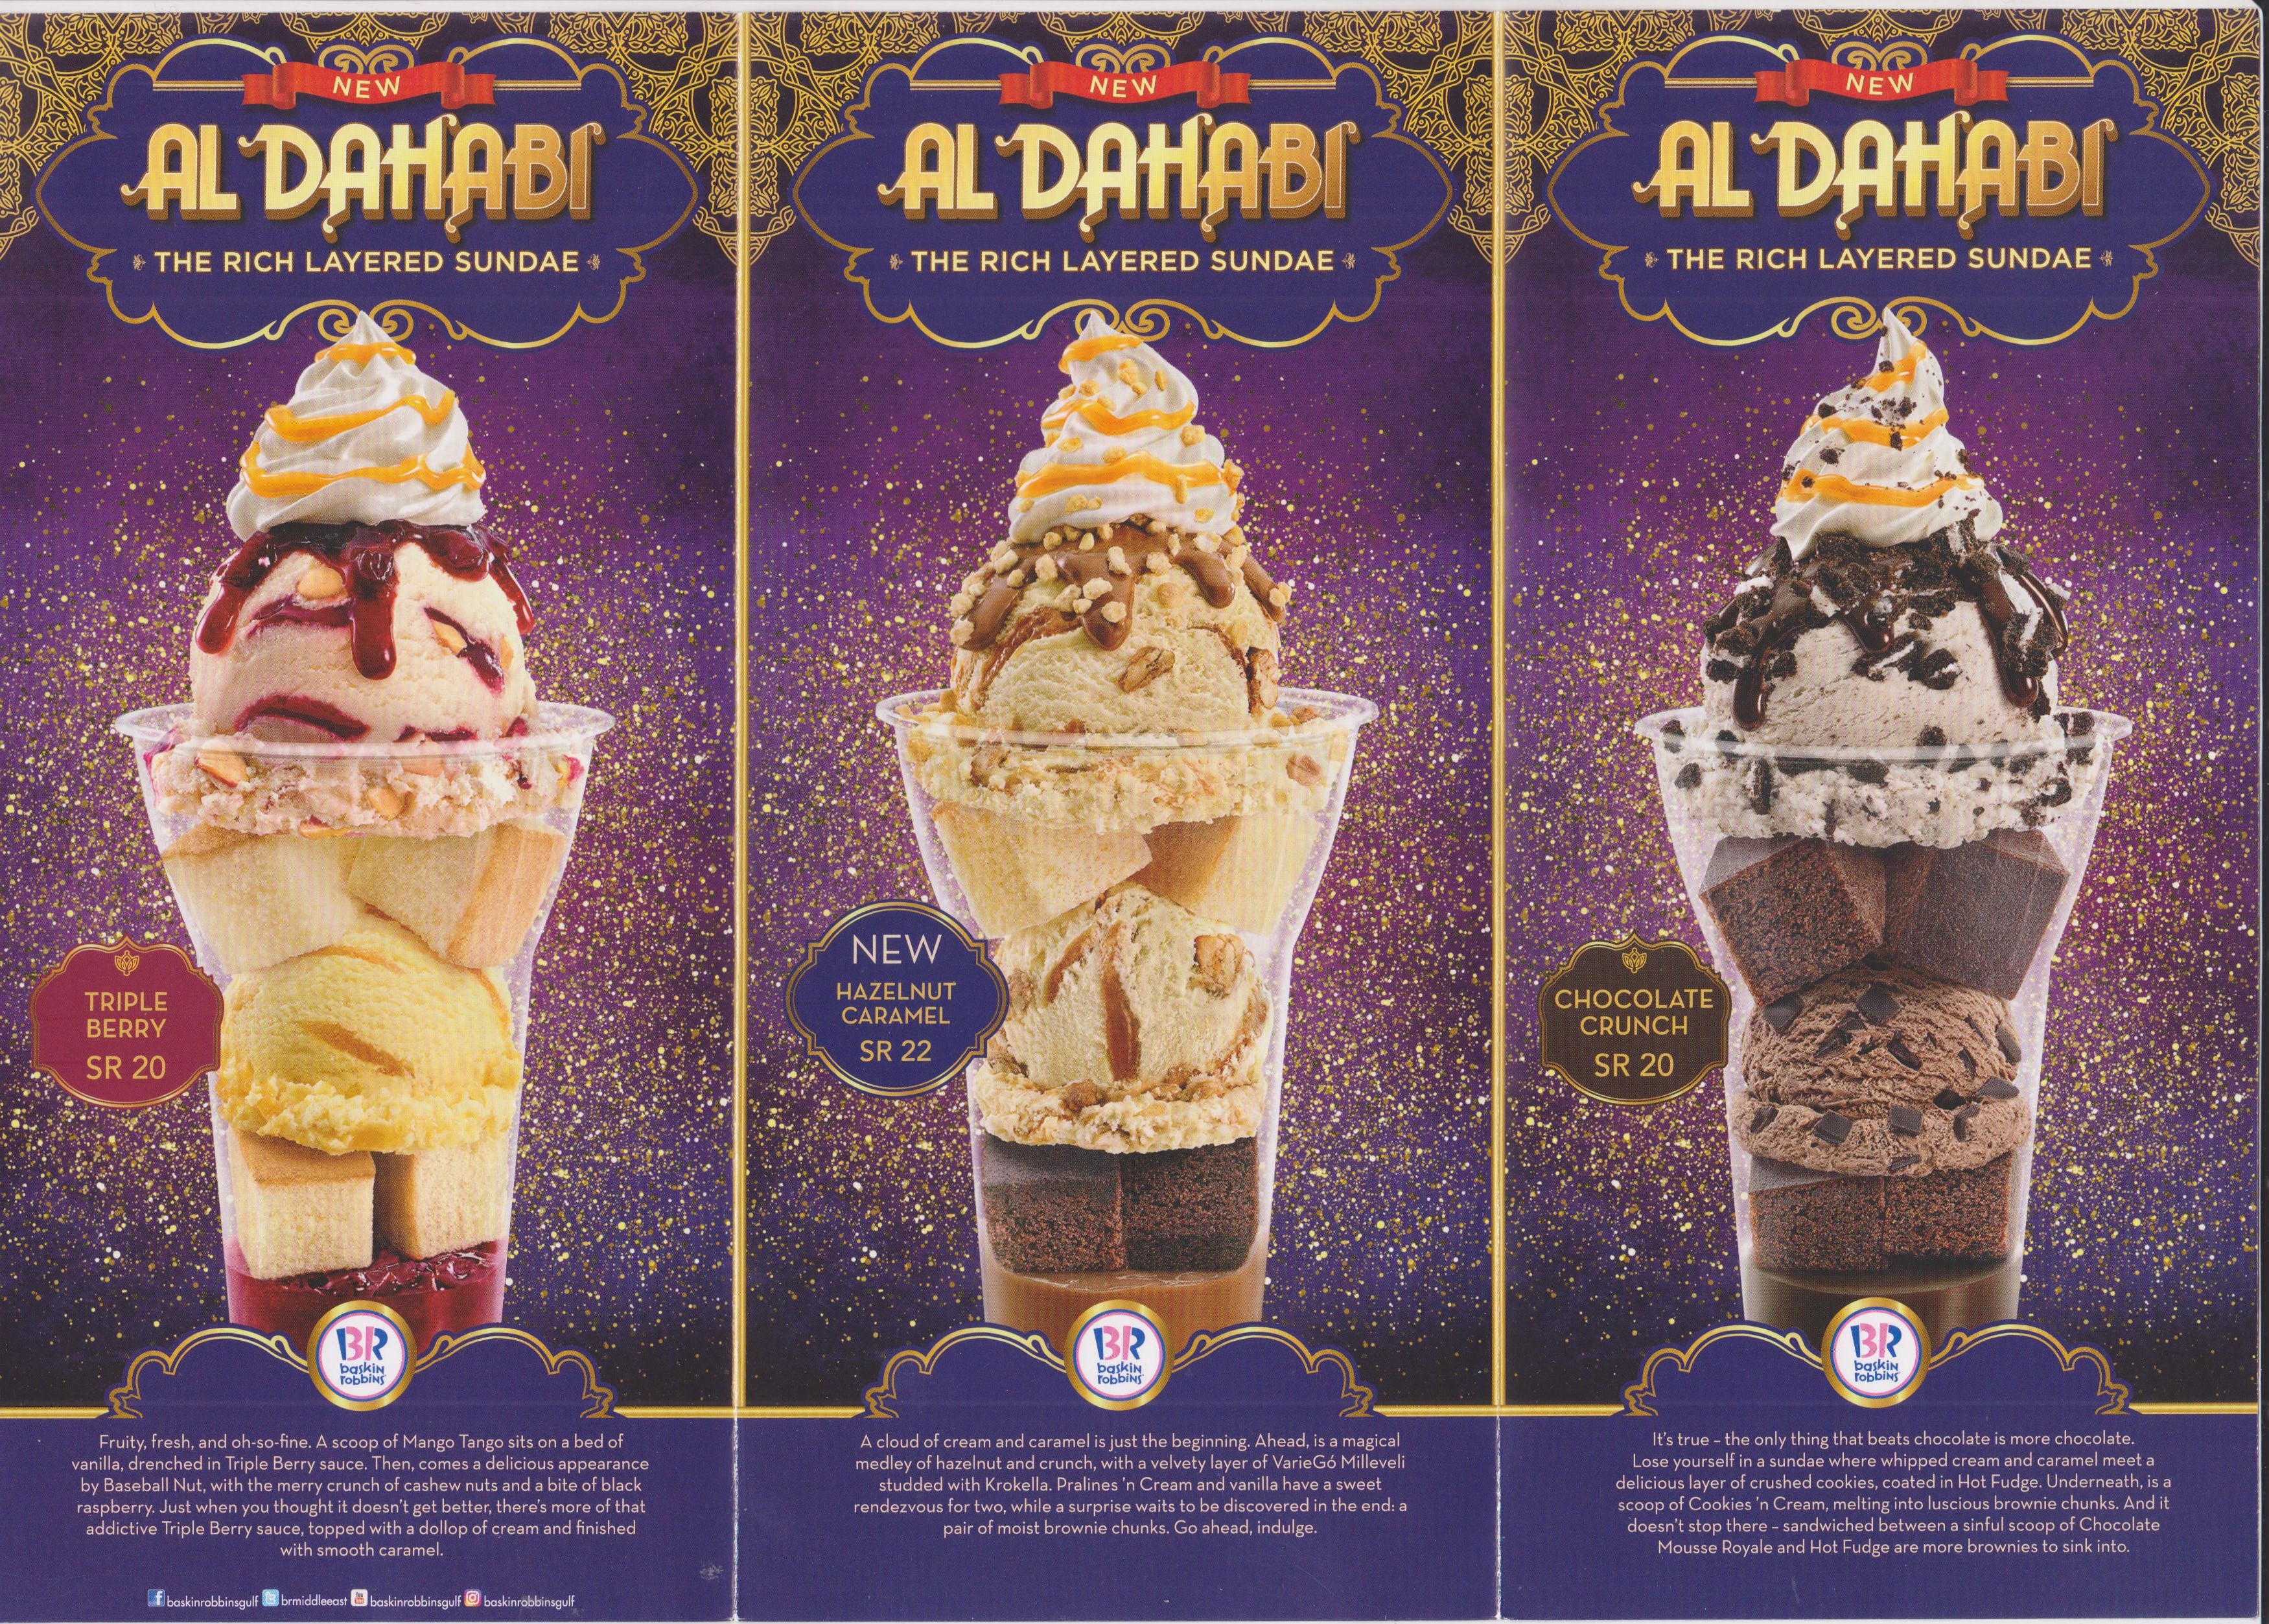 NEW
AL DAHABI
THE RICH LAYERED SUNDAE
TRIPLE
BERRY
SR 20
BR
baskin
robbins
Fruity, fresh, and oh-so-fine. A scoop of Mango Tango sits on a bed of
vanilla, drenched in Triple Berry sauce. Then, comes a delicious appearance
by Baseball Nut, with the merry crunch of cashew nuts and a bite of black
raspberry. Just when you thought it doesn't get better, there's more of that
addictive Triple Berry sauce, topped with a dollop of cream and finished
with smooth caramel.
baskinrobbinsgulf brmiddleeast baskinrobbinsgulf baskinrobbinsgulf
NEW
AL DAHABI
THE RICH LAYERED SUNDAE
NEW
HAZELNUT
CARAMEL
SR 22
BR
baskin
robbins
A cloud of cream and caramel is just the beginning. Ahead, is a magical
medley of hazelnut and crunch, with a velvety layer of VarieGó Milleveli
studded with Krokella. Pralines 'n Cream and vanilla have a sweet
rendezvous for two, while a surprise waits to be discovered in the end: a
pair of moist brownie chunks. Go ahead, indulge.
NEW
AL DAHABI
THE RICH LAYERED SUNDAE
CHOCOLATE
CRUNCH
SR 20
BR
baskin
robbins
It's true – the only thing that beats chocolate is more chocolate.
Lose yourself in a sundae where whipped cream and caramel meet a
delicious layer of crushed cookies, coated in Hot Fudge. Underneath, is a
scoop of Cookies 'n Cream, melting into luscious brownie chunks. And it
doesn't stop there – sandwiched between a sinful scoop of Chocolate
Mousse Royale and Hot Fudge are more brownies to sink into.